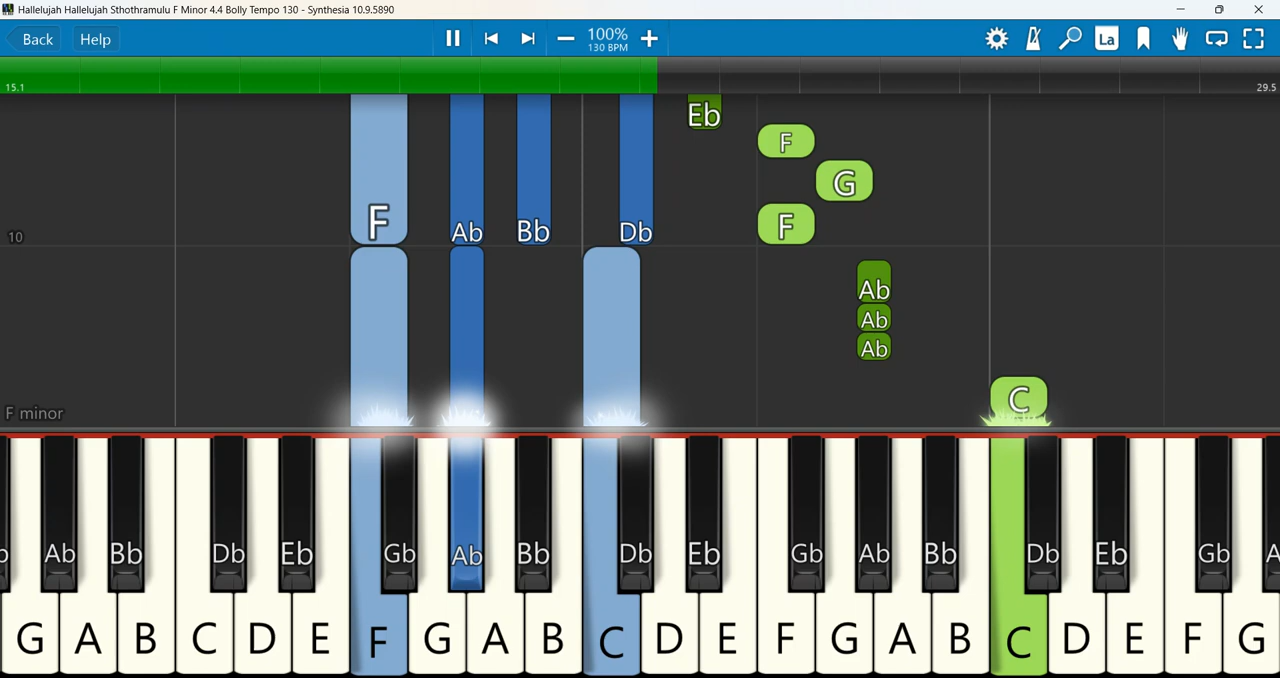 Hallelujah Hallelujah Sthothramulu F Minor 4.4 Bolly Tempo 130 - Synthesia 10.9.5890
Back Help 100% La
130 BPM
15.1 29.5
Eb
F
G
F Ab Bb Db F
10
Ab
Ab
Ab
C
F minor
Ab Bb Db Eb Gb Ab Bb Db Eb Gb Ab Bb Db Eb Gb
G A B C D E F G A B C D E F G A B C D E F G